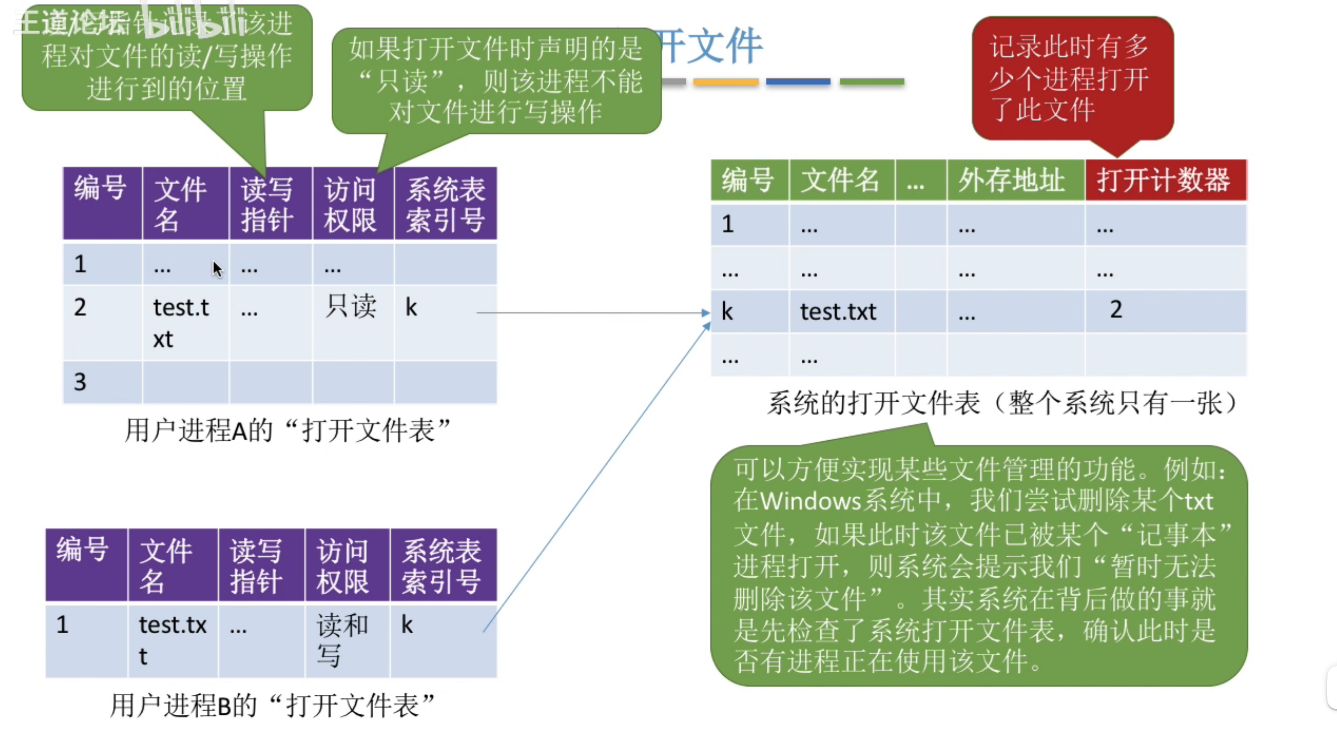 王道论坛 bilibili
该进
程对文件的读/写操作
进行到的位置
如果打开文件时声明的是
“只读”，则该进程不能
对文件进行写操作
开文件
记录此时有多
少个进程打开
了此文件
编号 文件名 读写指针 访问权限 系统表索引号
1 ... ... ...
2 test.txt ... 只读 k
3
用户进程A的“打开文件表”
编号 文件名 ... 外存地址 打开计数器
1 ... ... ...
... ... ... ...
k test.txt ... 2
... ...
系统的打开文件表（整个系统只有一张）
可以方便实现某些文件管理的功能。例如：
在Windows系统中，我们尝试删除某个txt
文件，如果此时该文件已被某个“记事本”
进程打开，则系统会提示我们“暂时无法
删除该文件”。其实系统在背后做的事就
是先检查了系统打开文件表，确认此时是
否有进程正在使用该文件。
编号 文件名 读写指针 访问权限 系统表索引号
1 test.txt ... 读和写 k
用户进程B的“打开文件表”